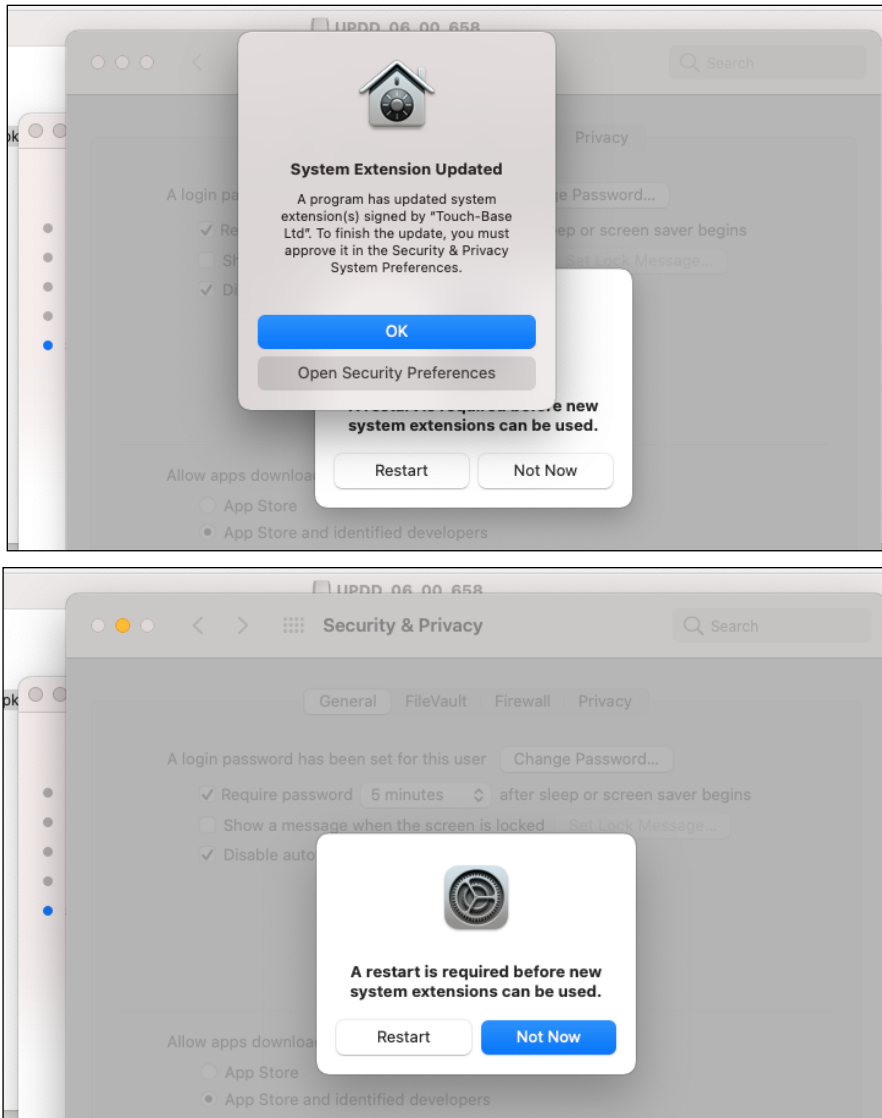 UPDD_06_00_658
Search
pk
Privacy
System Extension Updated
A login pa
e Password...
A program has updated system
extension(s) signed by “Touch-Base
Ltd”. To finish the update, you must
approve it in the Security & Privacy
System Preferences.
Re
ep or screen saver begins
Sh
Set Lock Message...
Di
OK
Open Security Preferences
A restart is required before new
system extensions can be used.
Restart
Not Now
Allow apps downloa
App Store
App Store and identified developers
UPDD_06_00_658
Security & Privacy
Search
pk
General FileVault Firewall Privacy
A login password has been set for this user Change Password...
Require password 5 minutes after sleep or screen saver begins
Show a message when the screen is locked Set Lock Message...
Disable auto
A restart is required before new
system extensions can be used.
Restart
Not Now
Allow apps downloa
App Store
App Store and identified developers